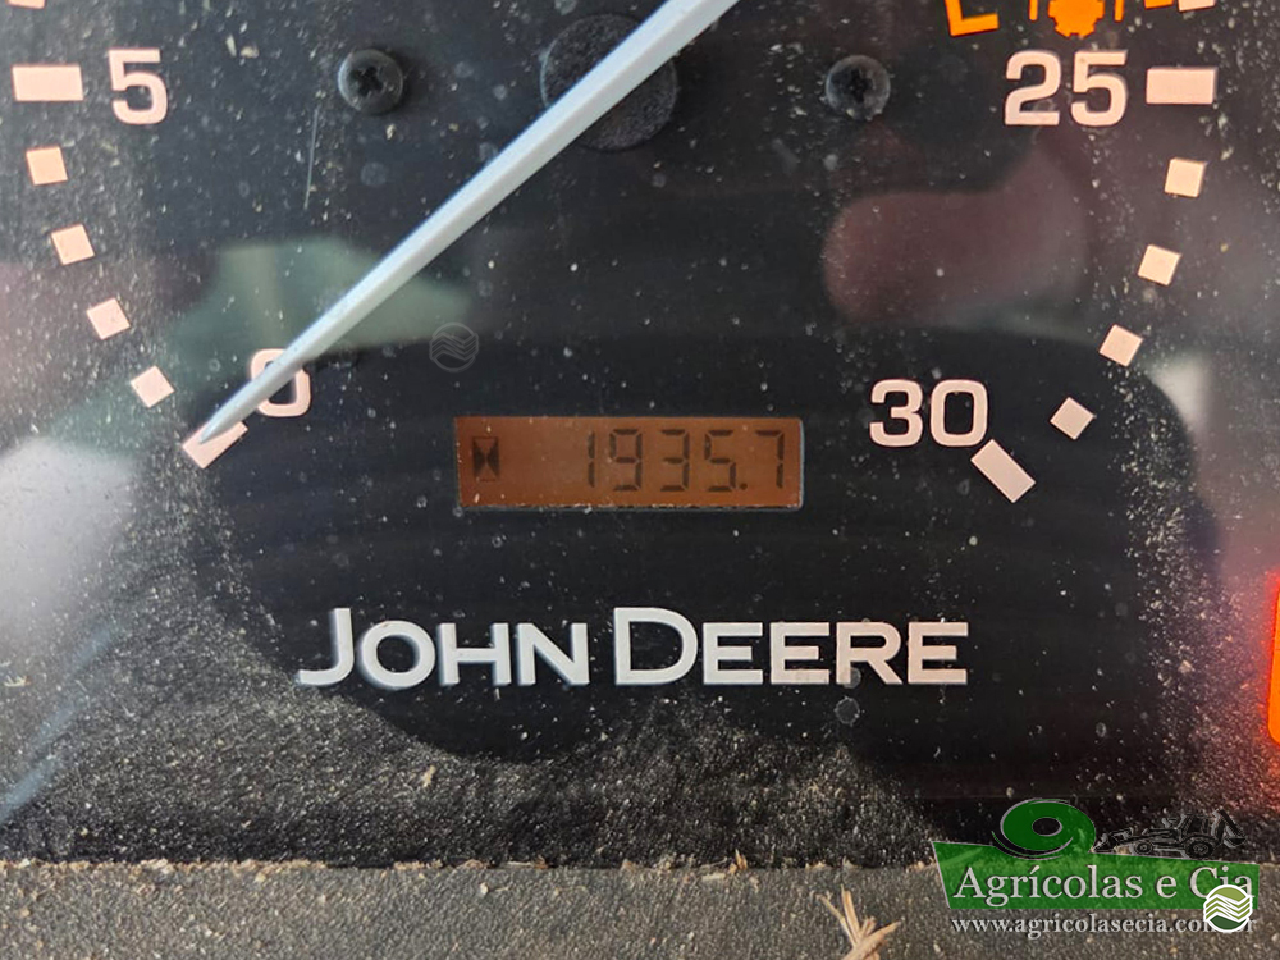 5
25
0
30
1935.7
JOHN DEERE
Agrícolas e Cia
www.agricolasecia.com.br